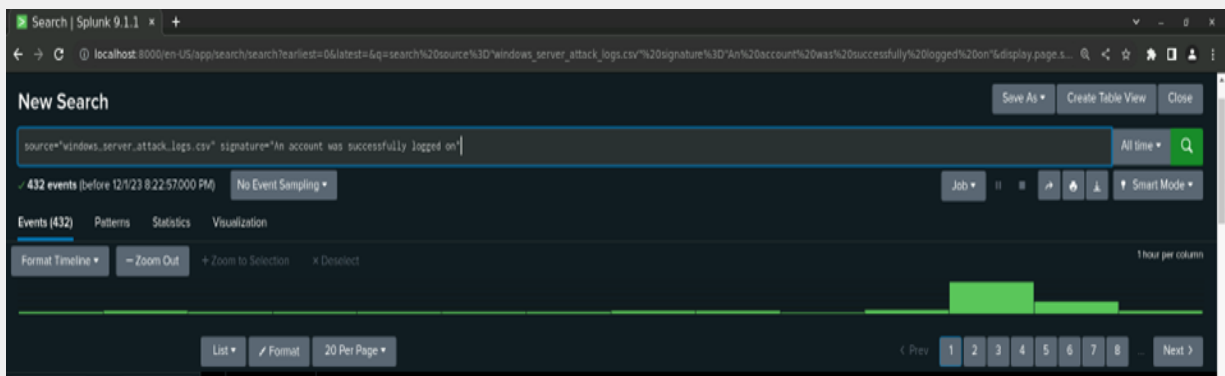 Search | Splunk 9.1.1
localhost:8000/en-US/app/search/search?earliest=0&latest=&q=search%20source%3D"windows_server_attack_logs.csv"%20signature%3D"An%20account%20was%20successfully%20logged%20on"&display.page.s...
New Search
Save As
Create Table View
Close
source="windows_server_attack_logs.csv" signature="An account was successfully logged on"
All time
432 events (before 12/1/23 8:22:57.000 PM)
No Event Sampling
Job
Smart Mode
Events (432)
Patterns
Statistics
Visualization
Format Timeline
– Zoom Out
+ Zoom to Selection
× Deselect
1 hour per column
List
Format
20 Per Page
< Prev
1 2 3 4 5 6 7 8 ...
Next >